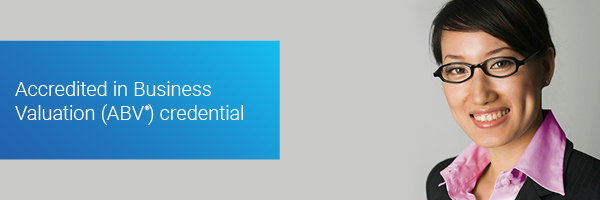 Accredited in Business
Valuation (ABV®) credential